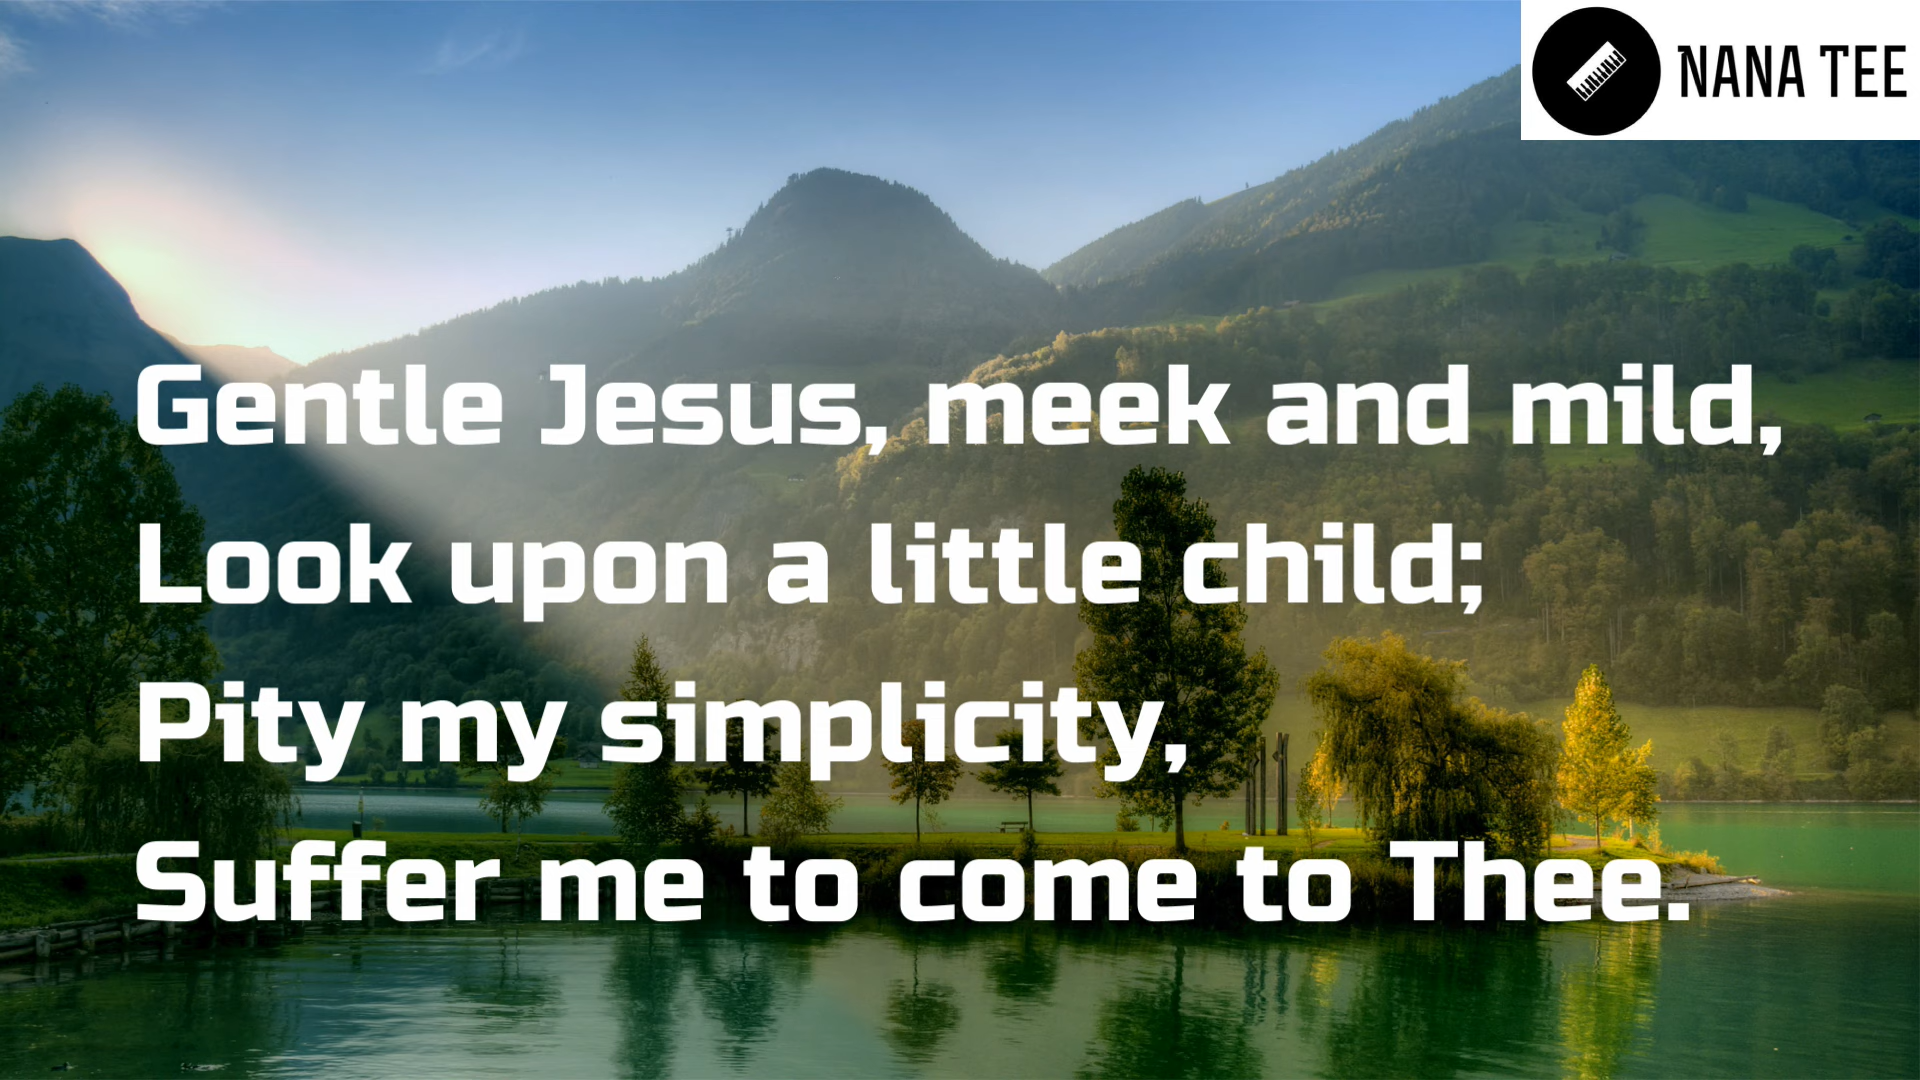 NANA TEE
Gentle Jesus, meek and mild,
Look upon a little child;
Pity my simplicity,
Suffer me to come to Thee.